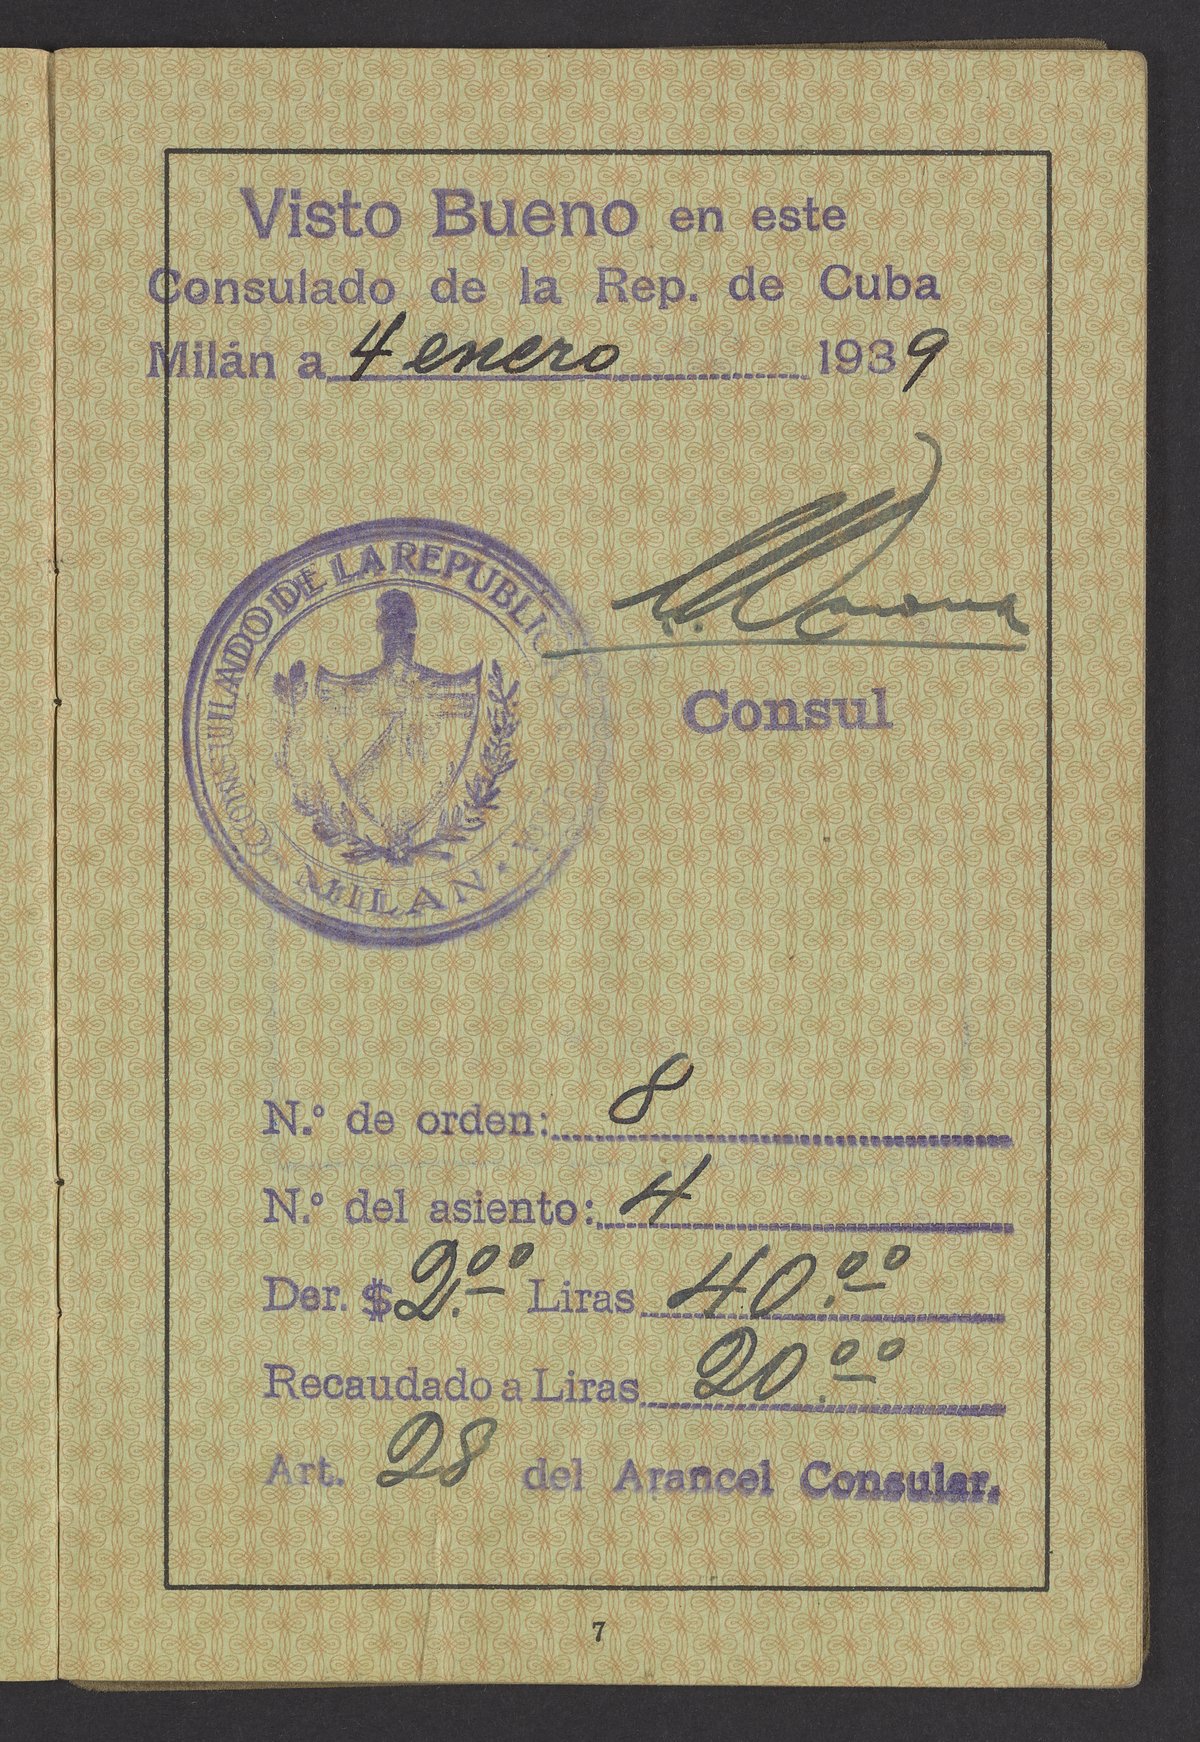 Visto Bueno en este
Consulado de la Rep. de Cuba
Milán a 4 enero 1939
CONSULADO DE LA REPUBLICA
MILAN
Consul
N.º de orden: 8
N.º del asiento: 4
Der. $ 2.00 Liras 40.00
Recaudado a Liras 20.00
Art. 28 del Arancel Consular.
7